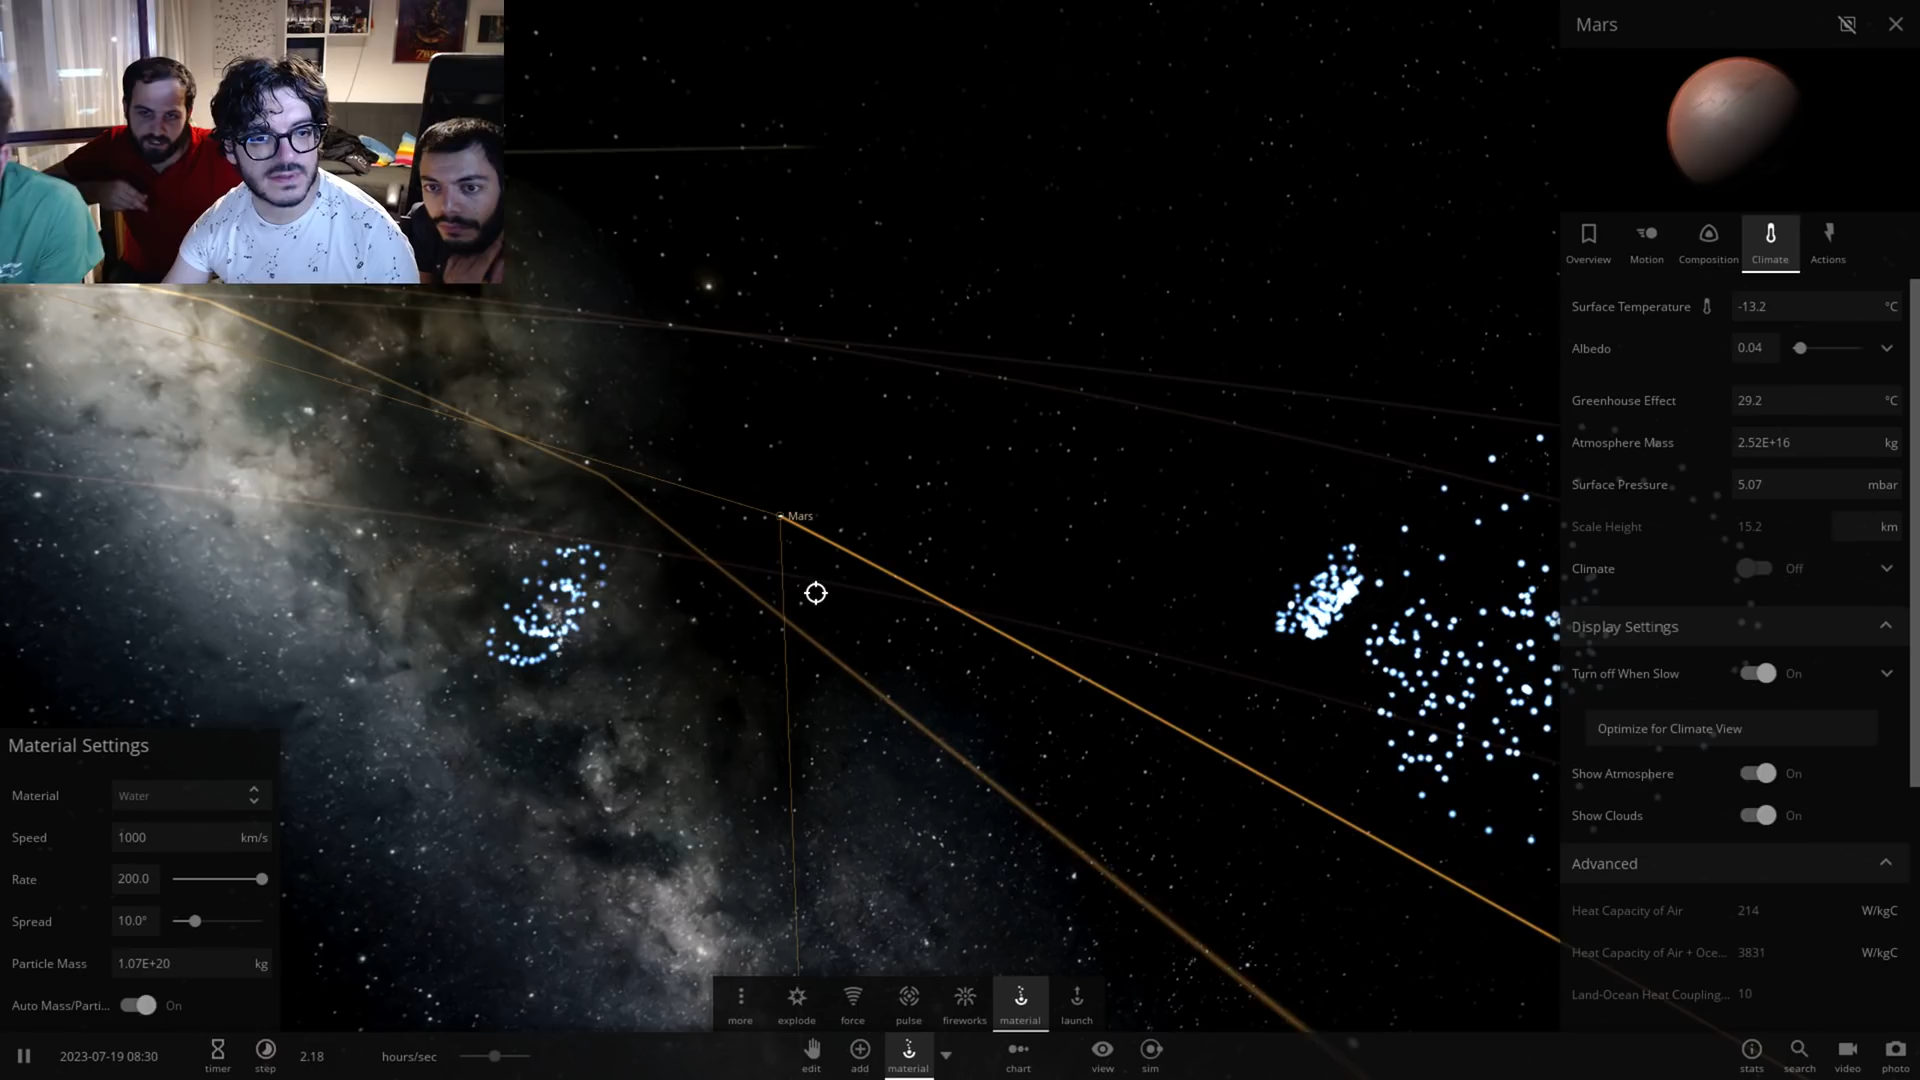 Mars
Overview
Motion
Composition
Climate
Actions
Surface Temperature -13.2 °C
Albedo 0.04
Greenhouse Effect 29.2 °C
Atmosphere Mass 2.52E+16 kg
Surface Pressure 5.07 mbar
Scale Height 15.2 km
Climate Off
Display Settings
Turn off When Slow On
Optimize for Climate View
Show Atmosphere On
Show Clouds On
Advanced
Heat Capacity of Air 214 W/kgC
Heat Capacity of Air + Oce... 3831 W/kgC
Land-Ocean Heat Coupling... 10
Mars
Material Settings
Material Water
Speed 1000 km/s
Rate 200.0
Spread 10.0°
Particle Mass 1.07E+20 kg
Auto Mass/Parti... On
more
explode
force
pulse
fireworks
material
launch
2023-07-19 08:30
timer
step
2.18 hours/sec
edit
add
material
chart
view
sim
stats
search
video
photo